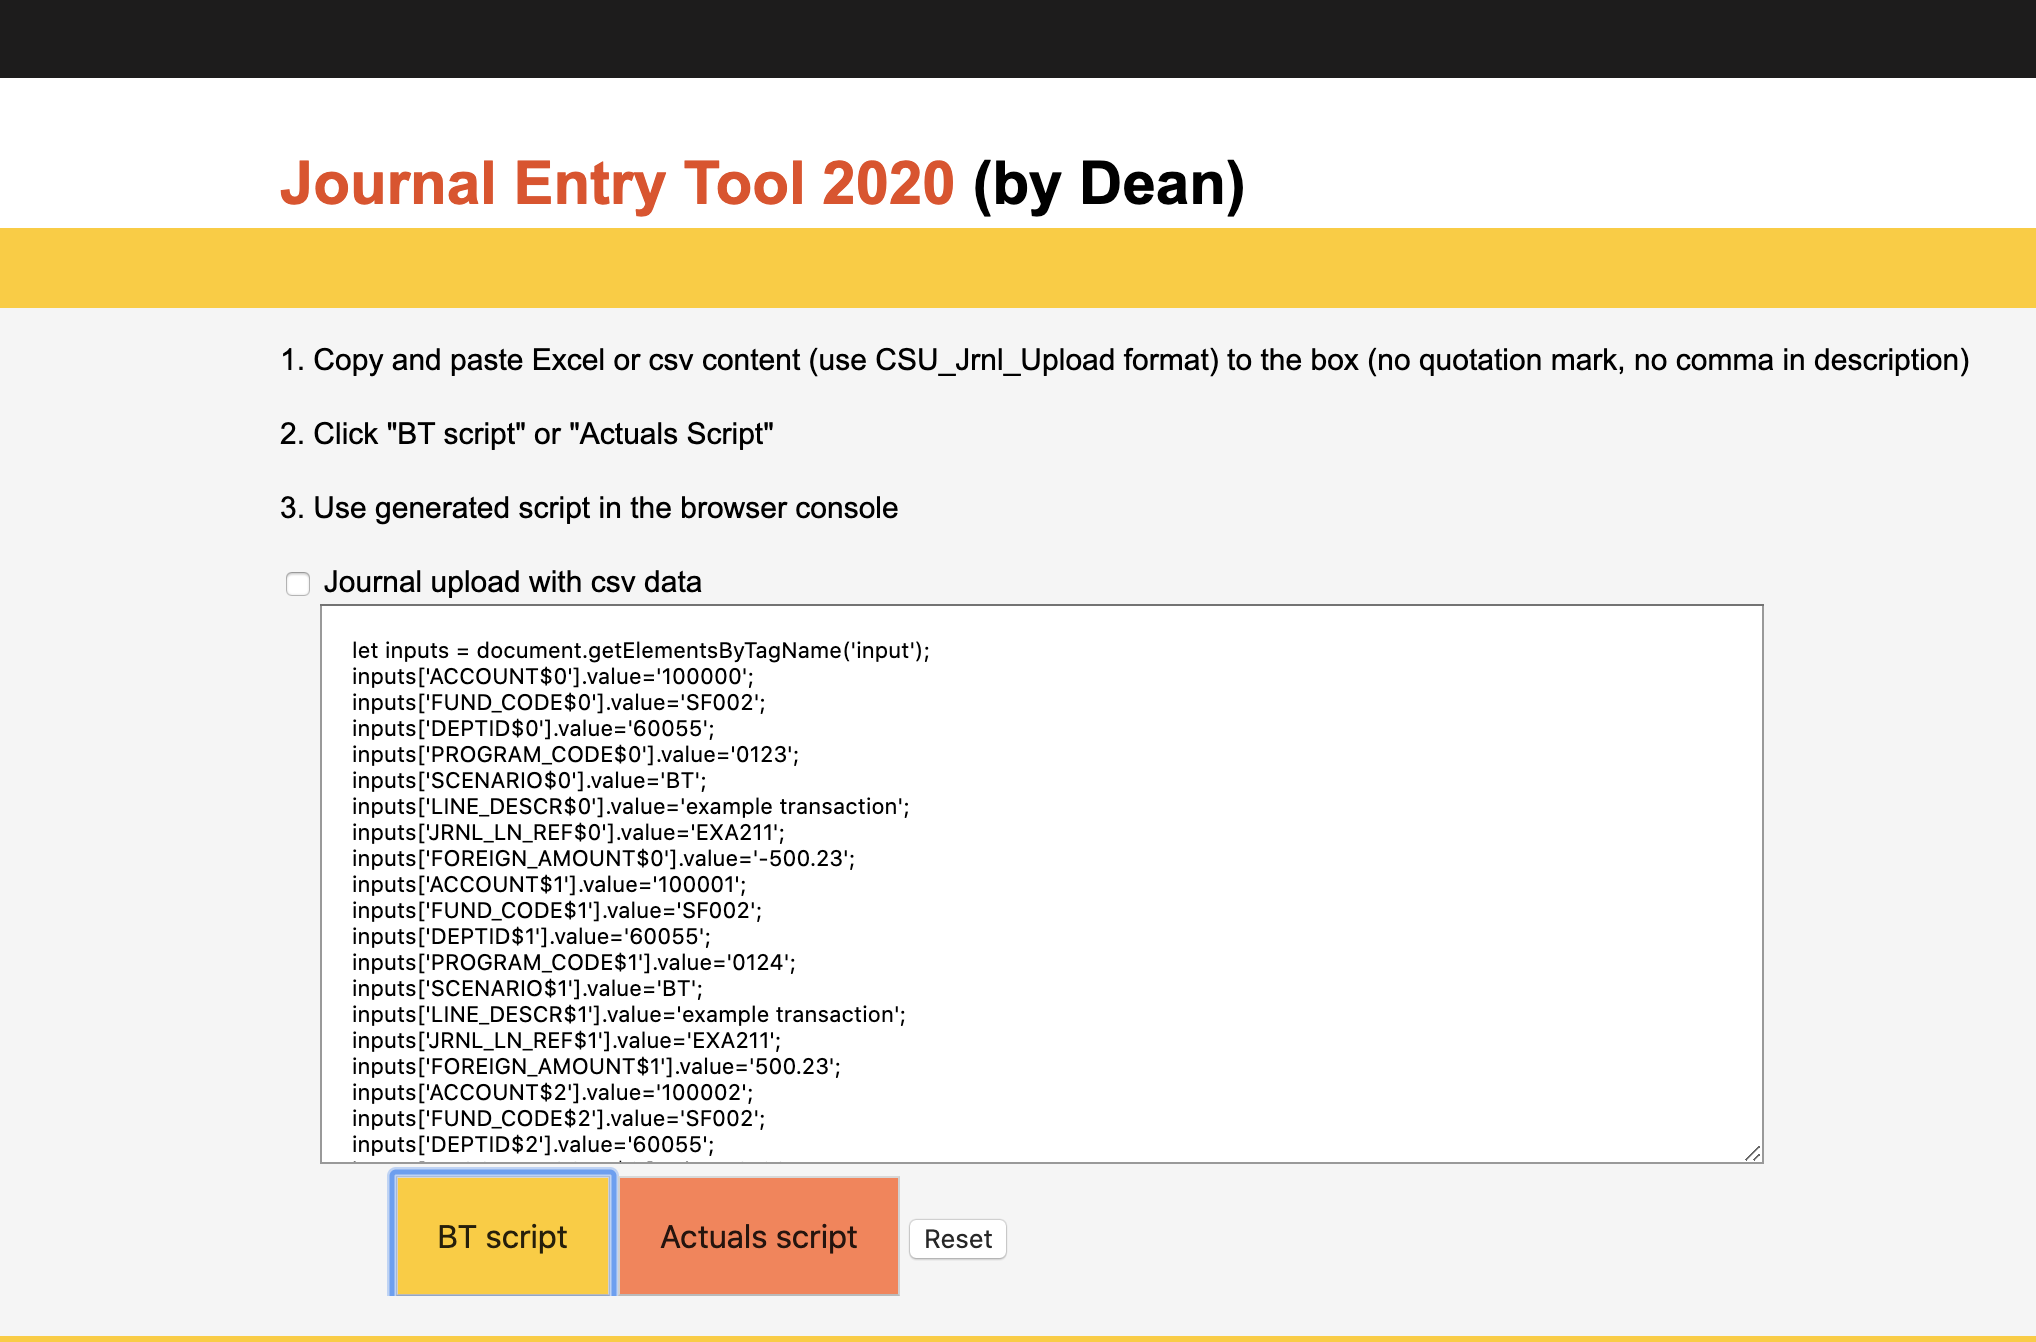 Journal Entry Tool 2020 (by Dean)
1. Copy and paste Excel or csv content (use CSU_Jrnl_Upload format) to the box (no quotation mark, no comma in description)
2. Click "BT script" or "Actuals Script"
3. Use generated script in the browser console
Journal upload with csv data
let inputs = document.getElementsByTagName('input');
inputs['ACCOUNT$0'].value='100000';
inputs['FUND_CODE$0'].value='SF002';
inputs['DEPTID$0'].value='60055';
inputs['PROGRAM_CODE$0'].value='0123';
inputs['SCENARIO$0'].value='BT';
inputs['LINE_DESCR$0'].value='example transaction';
inputs['JRNL_LN_REF$0'].value='EXA211';
inputs['FOREIGN_AMOUNT$0'].value='-500.23';
inputs['ACCOUNT$1'].value='100001';
inputs['FUND_CODE$1'].value='SF002';
inputs['DEPTID$1'].value='60055';
inputs['PROGRAM_CODE$1'].value='0124';
inputs['SCENARIO$1'].value='BT';
inputs['LINE_DESCR$1'].value='example transaction';
inputs['JRNL_LN_REF$1'].value='EXA211';
inputs['FOREIGN_AMOUNT$1'].value='500.23';
inputs['ACCOUNT$2'].value='100002';
inputs['FUND_CODE$2'].value='SF002';
inputs['DEPTID$2'].value='60055';
BT script
Actuals script
Reset